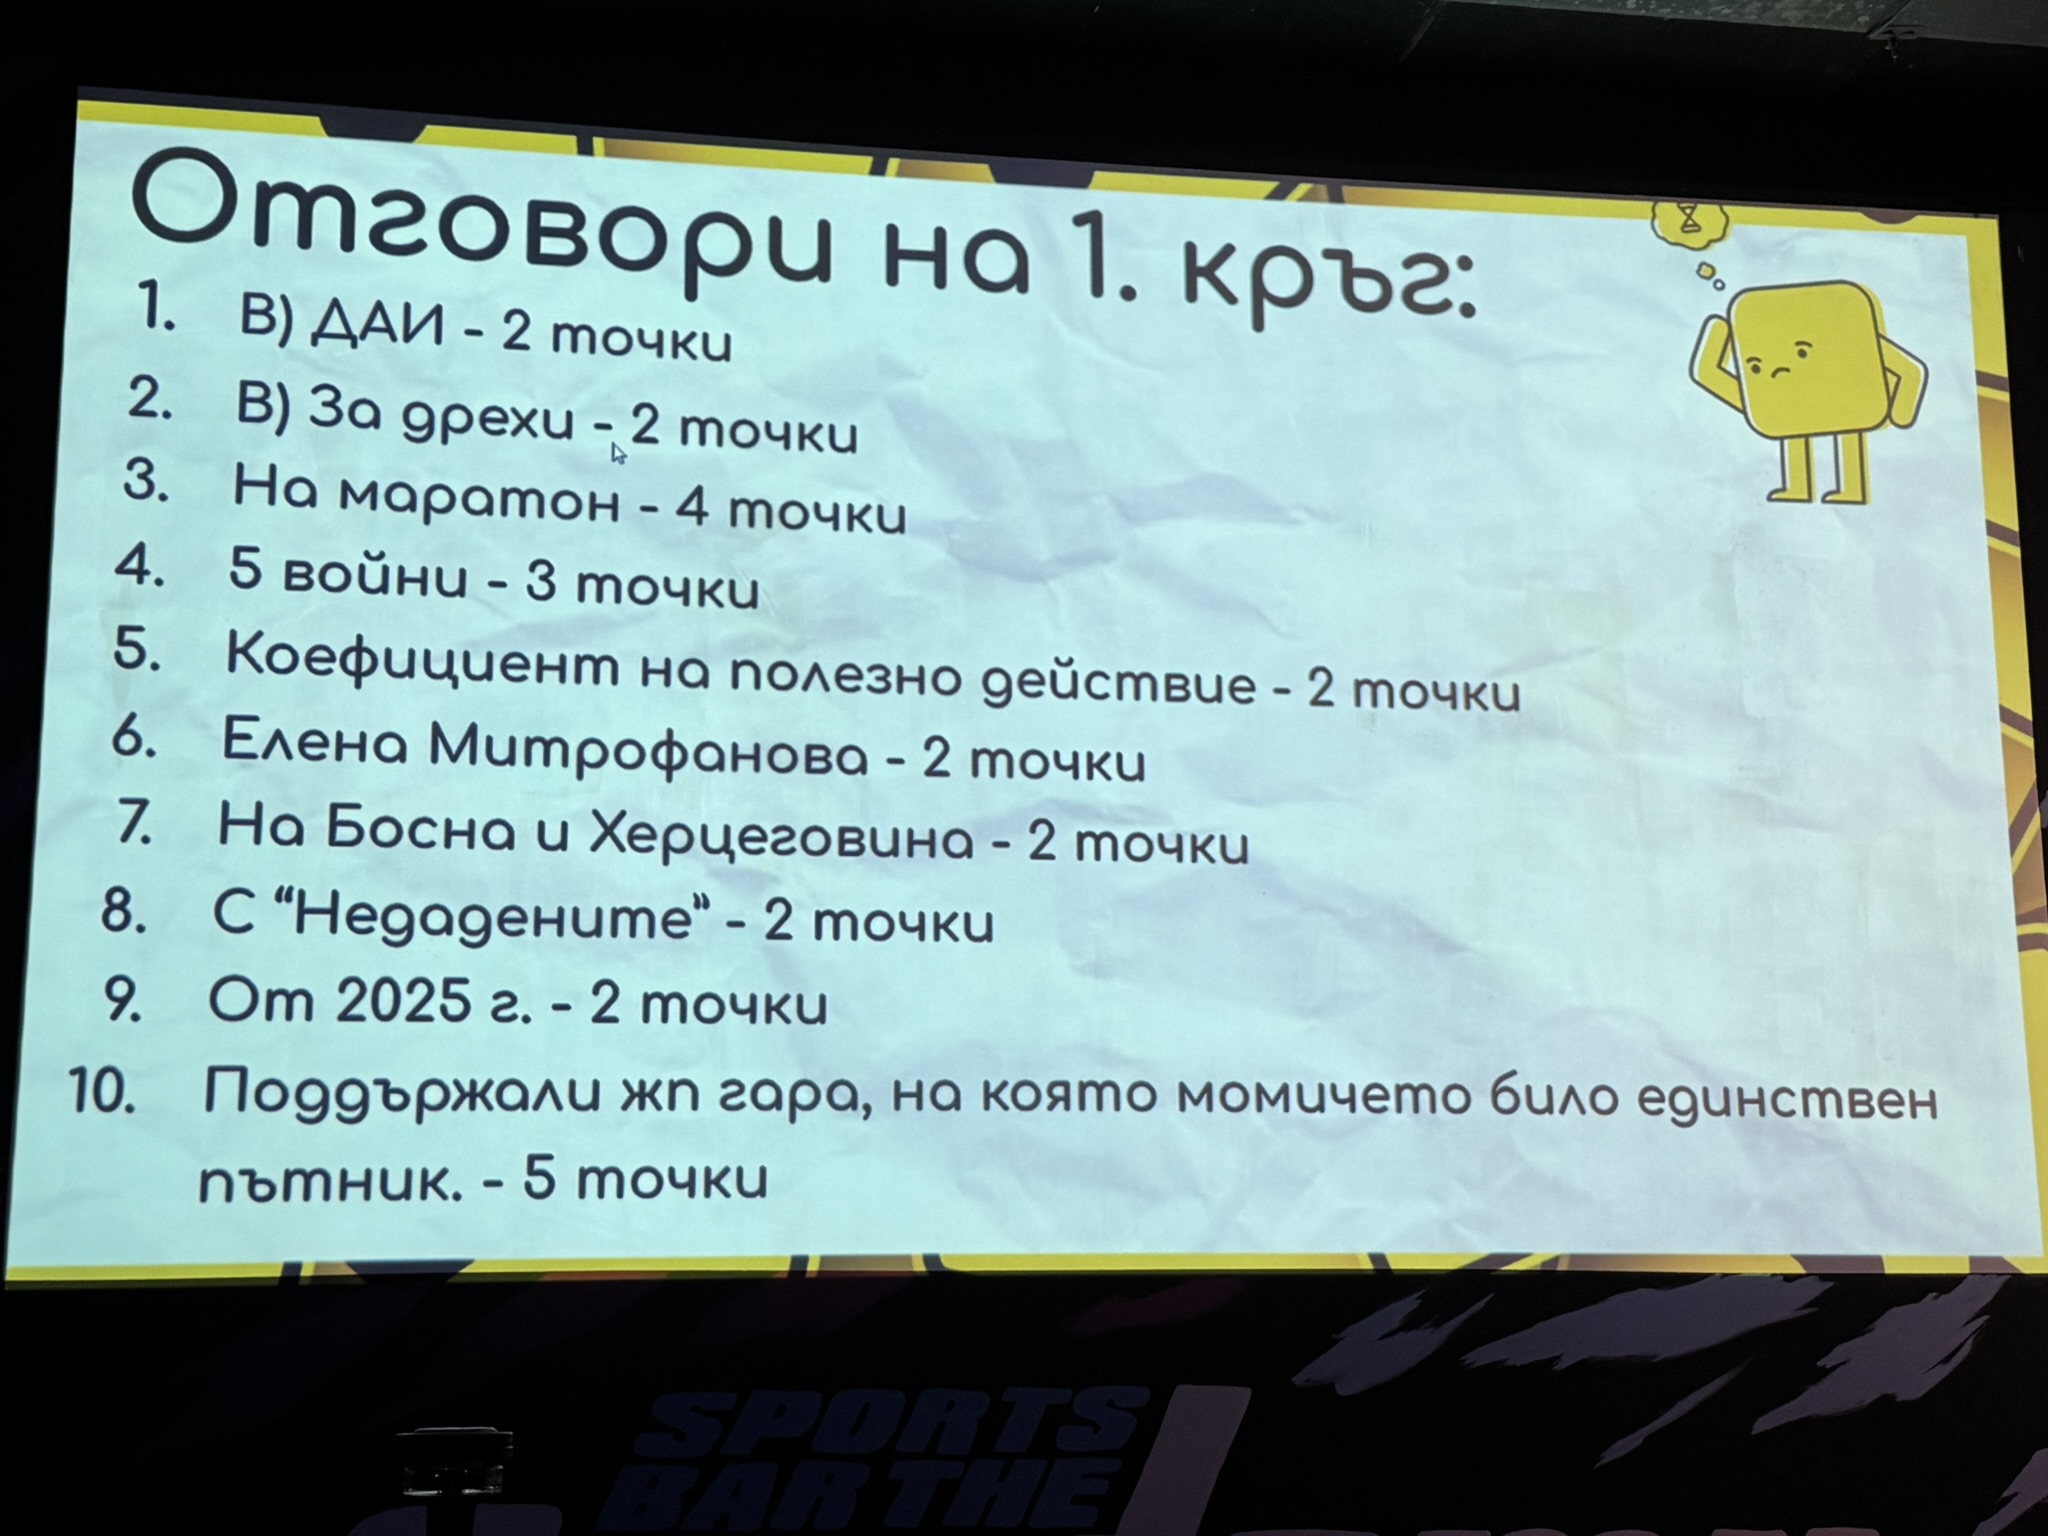 Отговори на 1. кръг:
1. В) ДАИ - 2 точки
2. В) За дрехи - 2 точки
3. На маратон - 4 точки
4. 5 войни - 3 точки
5. Коефициент на полезно действие - 2 точки
6. Елена Митрофанова - 2 точки
7. На Босна и Херцеговина - 2 точки
8. С “Недадените” - 2 точки
9. От 2025 г. - 2 точки
10. Поддържали жп гара, на която момичето било единствен
пътник. - 5 точки
SPORTS
BAR THE